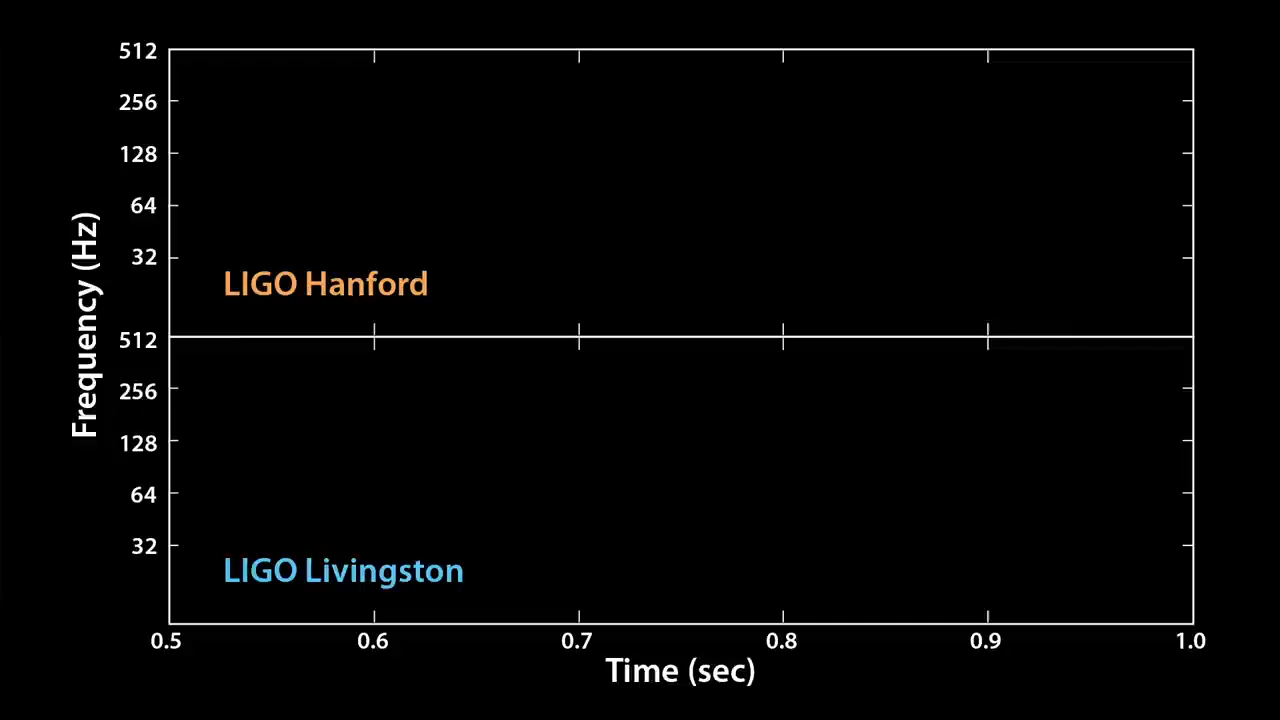 512
256
128
64
32
LIGO Hanford
Frequency (Hz)
512
256
128
64
32
LIGO Livingston
0.5 0.6 0.7 0.8 0.9 1.0
Time (sec)